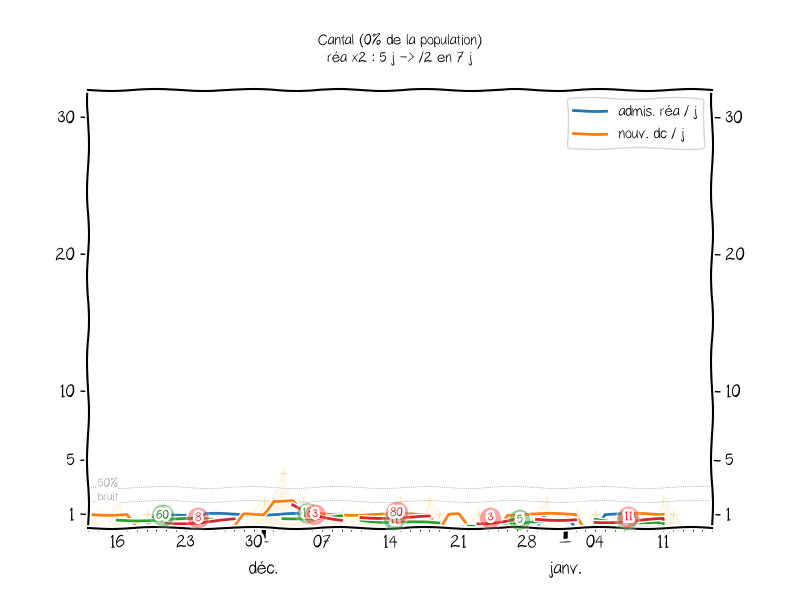 Cantal (0% de la population)
réa x2 : 5 j -> /2 en 7 j
30 30
admis. réa / j
nouv. dc / j
20 20
10 10
5 5
50%
bruit
1 60 8 3 80 11 3 5 11 1
16 23 30 07 14 21 28 04 11
déc. janv.